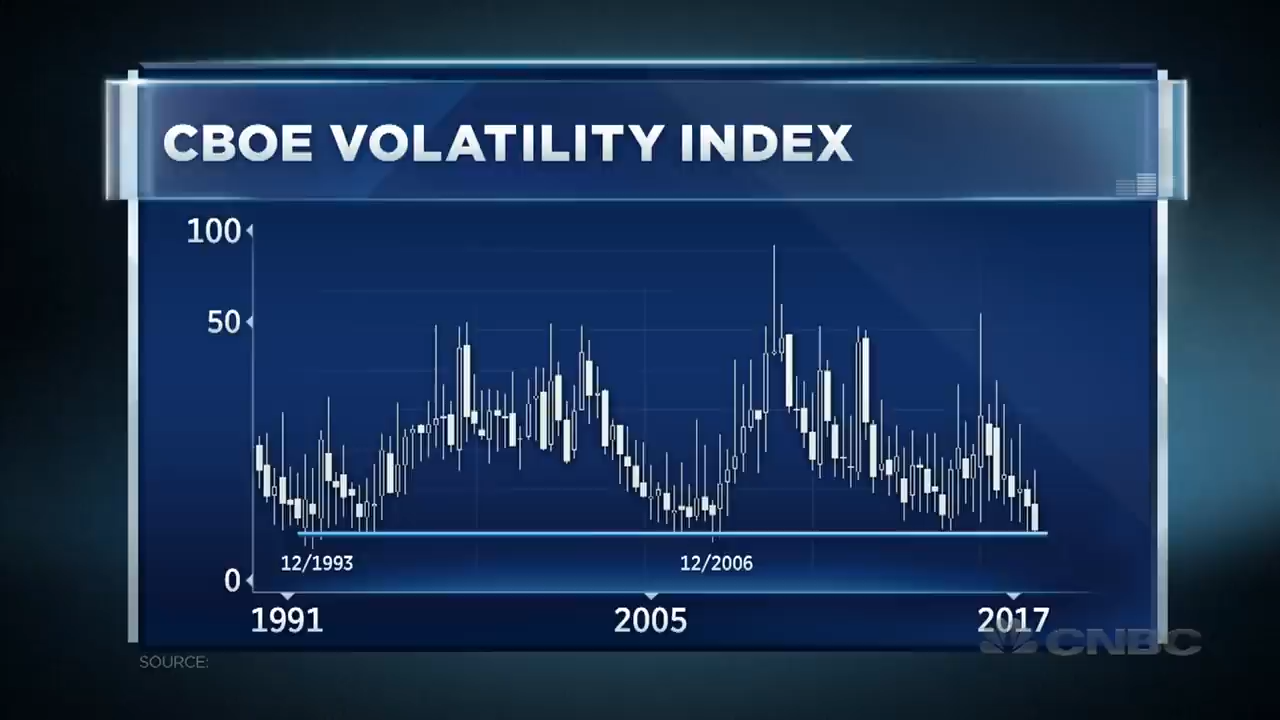 CBOE VOLATILITY INDEX
100
50
12/1993 12/2006
0
1991 2005 2017
CNBC
SOURCE: